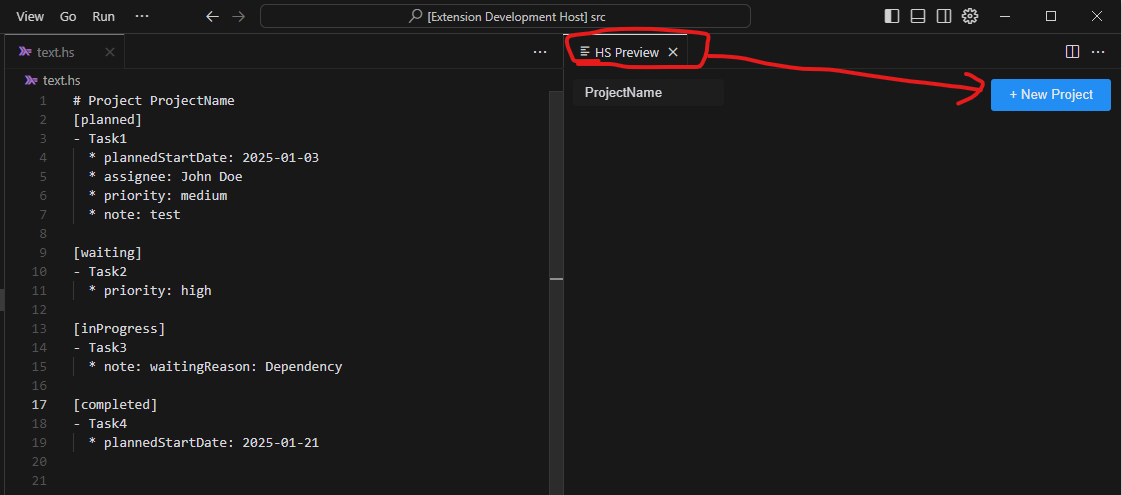 View Go Run ··· [Extension Development Host] src
text.hs
HS Preview
text.hs
1 # Project ProjectName
2 [planned]
3 - Task1
4 * plannedStartDate: 2025-01-03
5 * assignee: John Doe
6 * priority: medium
7 * note: test
8
9 [waiting]
10 - Task2
11 * priority: high
12
13 [inProgress]
14 - Task3
15 * note: waitingReason: Dependency
16
17 [completed]
18 - Task4
19 * plannedStartDate: 2025-01-21
20
21
ProjectName
+ New Project